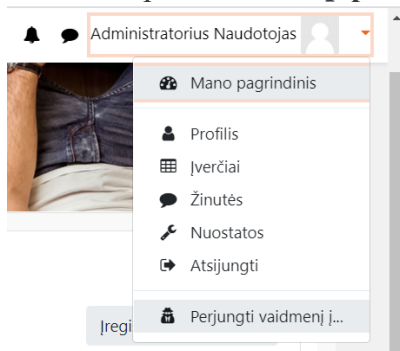 Administratorius Naudotojas
Mano pagrindinis
Profilis
Įverčiai
Žinutės
Nuostatos
Atsijungti
Perjungti vaidmenį į...